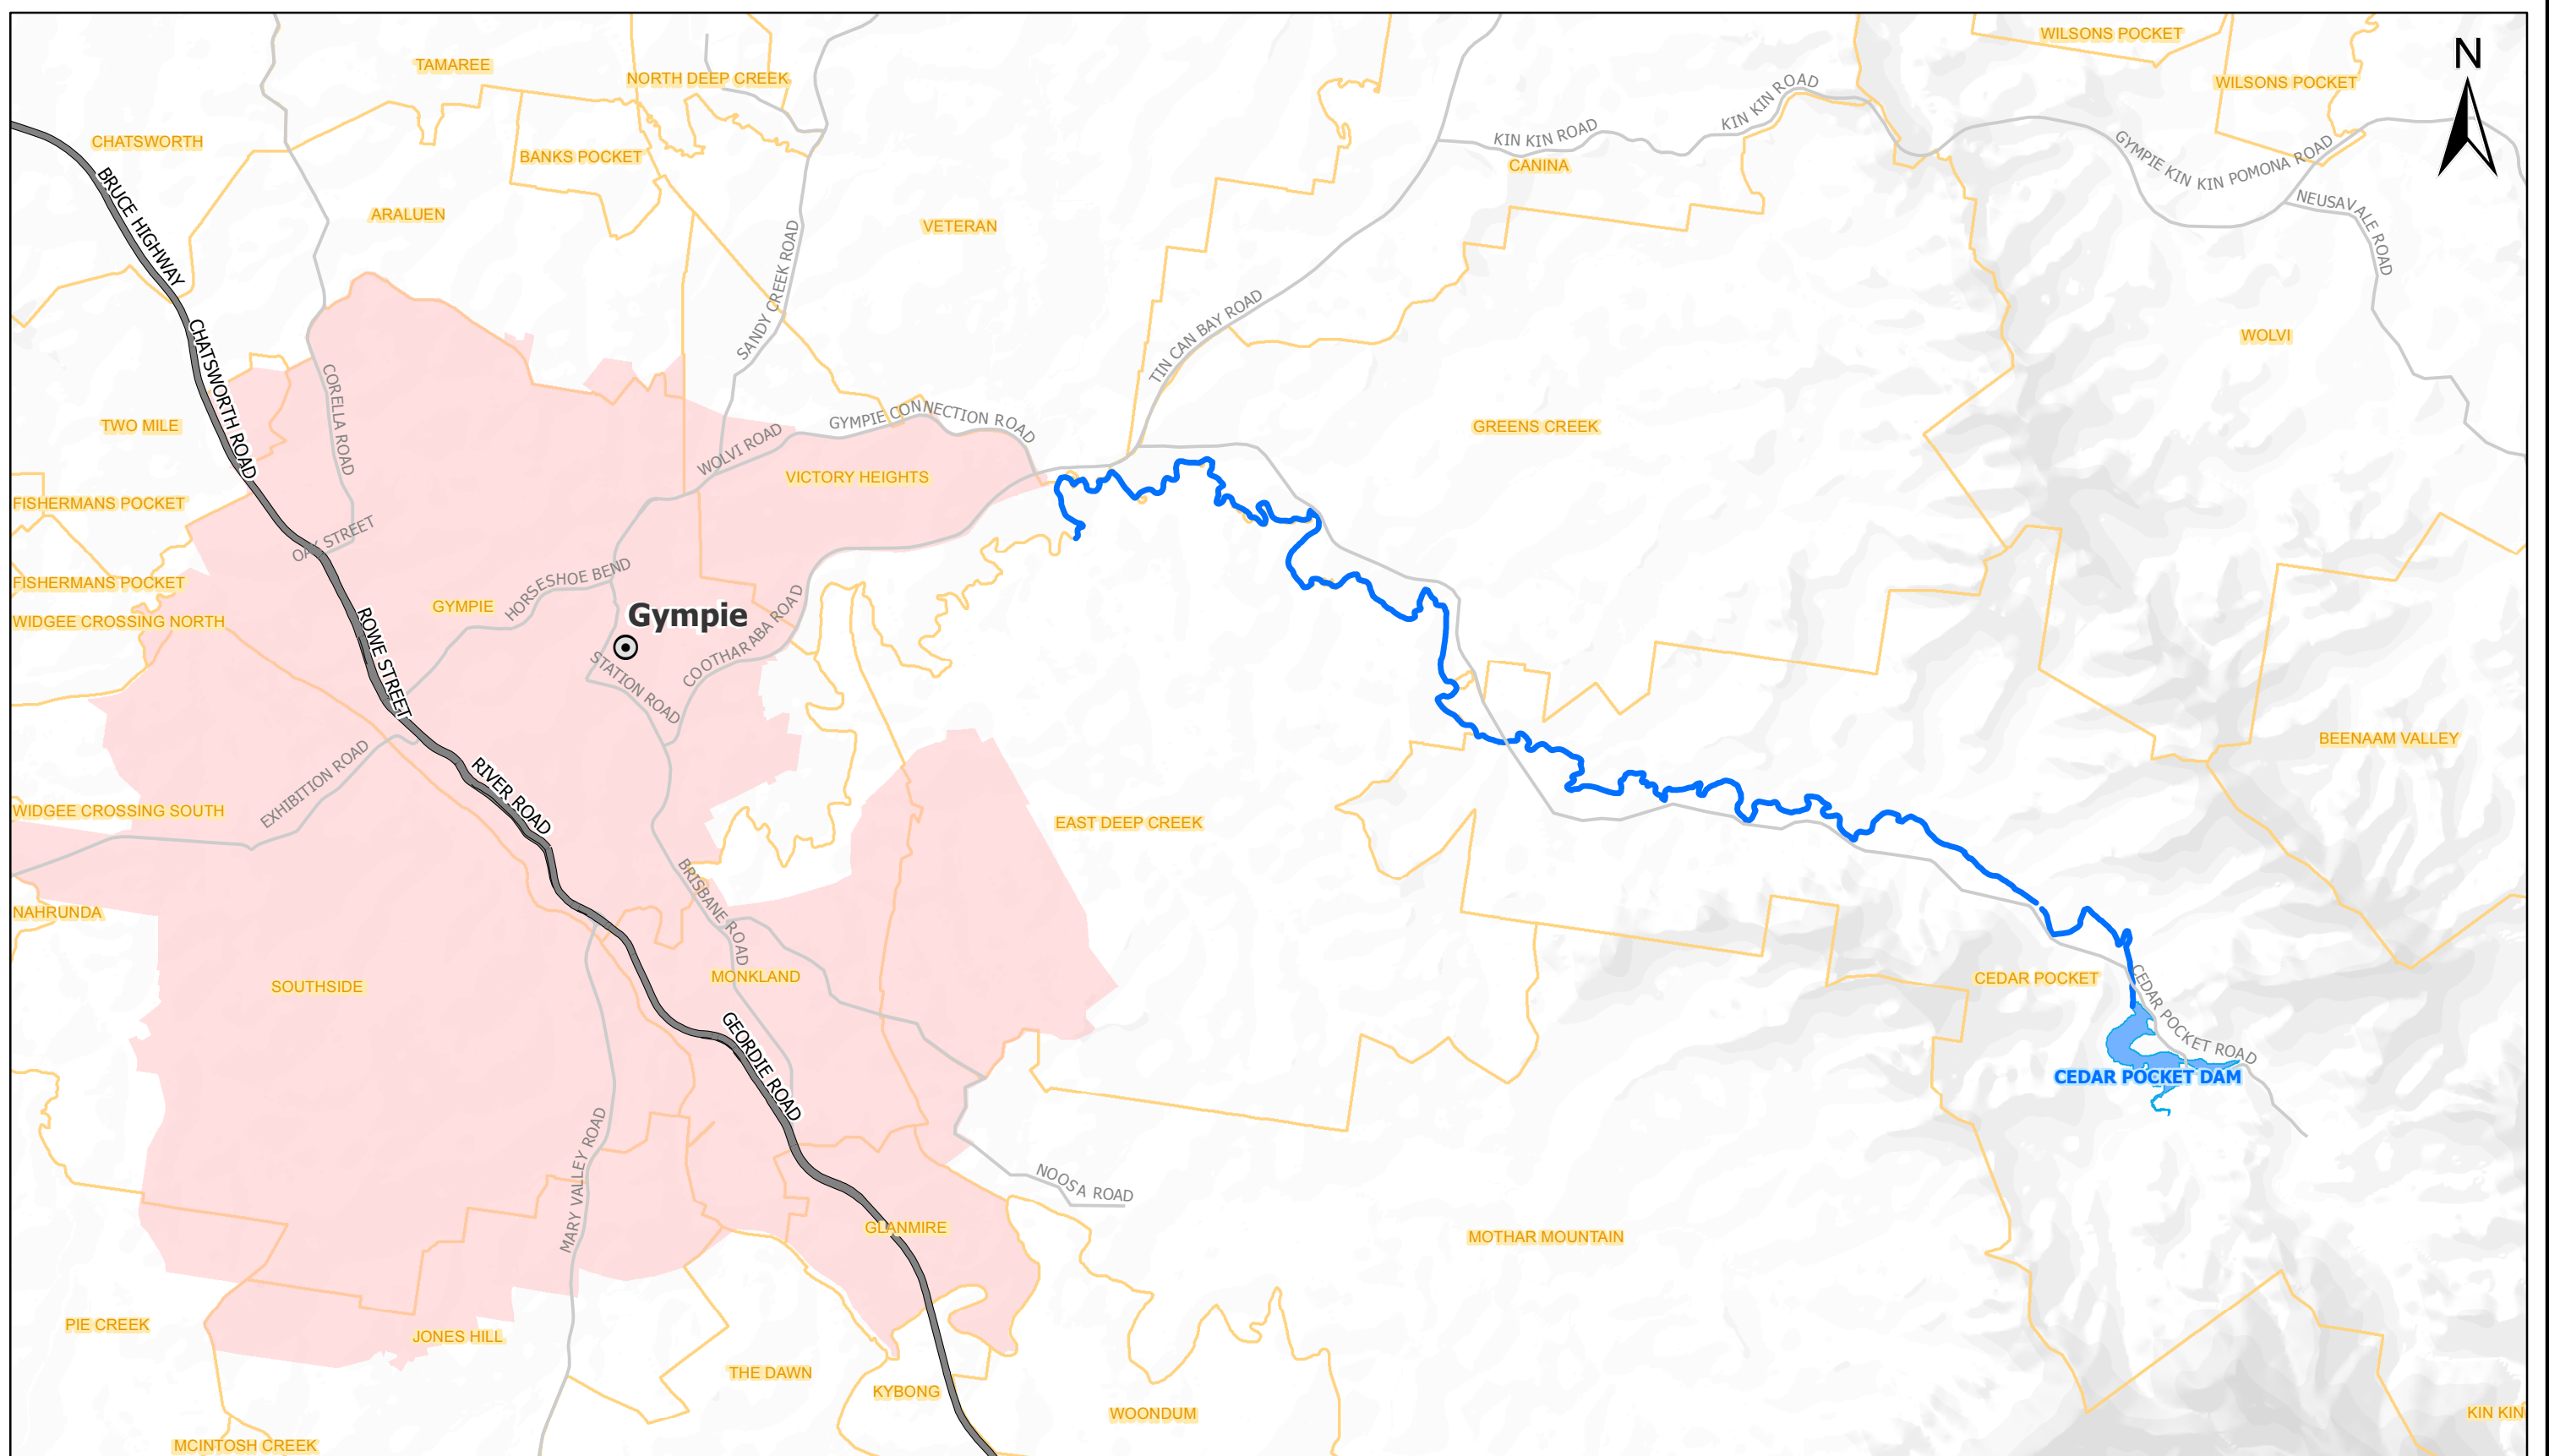 WILSONS POCKET
N
TAMAREE
NORTH DEEP CREEK
WILSONS POCKET
KIN KIN ROAD
KIN KIN ROAD
CHATSWORTH
BANKS POCKET
CANINA
GYMPIE KIN KIN POMONA ROAD
BRUCE HIGHWAY
ARALUEN
VETERAN
NEUSAVALE ROAD
SANDY CREEK ROAD
TIN CAN BAY ROAD
WOLVI
CHATSWORTH ROAD
CORELLA ROAD
TWO MILE
GYMPIE CONNECTION ROAD
GREENS CREEK
WOLVI ROAD
VICTORY HEIGHTS
FISHERMANS POCKET
OAK STREET
FISHERMANS POCKET
HORSESHOE BEND
GYMPIE
Gympie
WIDGEE CROSSING NORTH
COOTHARABA ROAD
ROWE STREET
STATION ROAD
BEENAAM VALLEY
EXHIBITION ROAD
RIVER ROAD
WIDGEE CROSSING SOUTH
EAST DEEP CREEK
BRISBANE ROAD
NAHRUNDA
MONKLAND
CEDAR POCKET
SOUTHSIDE
CEDAR POCKET ROAD
GEORDIE ROAD
CEDAR POCKET DAM
MARY VALLEY ROAD
NOOSA ROAD
GLANMIRE
MOTHAR MOUNTAIN
PIE CREEK
JONES HILL
THE DAWN
KYBONG
WOONDUM
KIN KIN
MCINTOSH CREEK